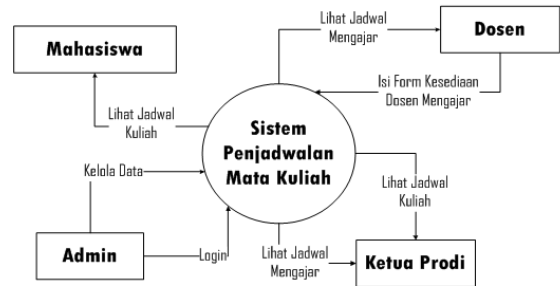 Mahasiswa
Lihat Jadwal
Mengajar
Dosen
Isi Form Kesediaan
Dosen Mengajar
Lihat Jadwal
Kuliah
Sistem
Penjadwalan
Mata Kuliah
Kelola Data
Lihat Jadwal
Kuliah
Admin
Login
Lihat Jadwal
Mengajar
Ketua Prodi